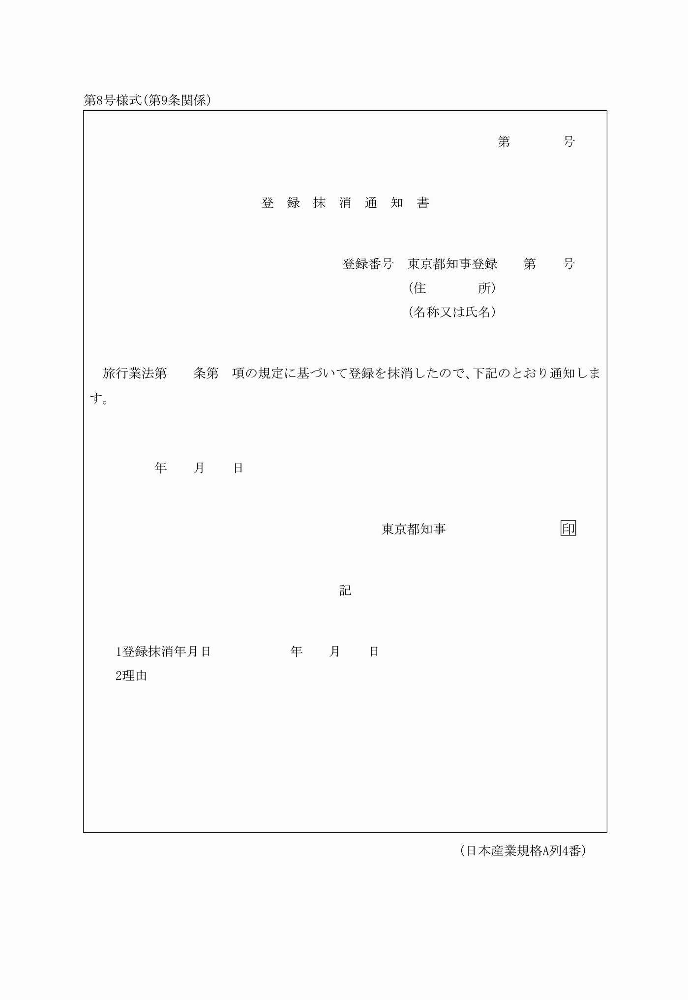 第8号様式(第9条関係)
第　　　　号
登　録　抹　消　通　知　書
登録番号　東京都知事登録　　第　　号
(住　　　　所)
(名称又は氏名)
旅行業法第　　条第　項の規定に基づいて登録を抹消したので、下記のとおり通知しま
す。
年　　月　　日
東京都知事　　　　　　　　　印
記
1登録抹消年月日　　　　　　年　　月　　日
2理由
(日本産業規格A列4番)